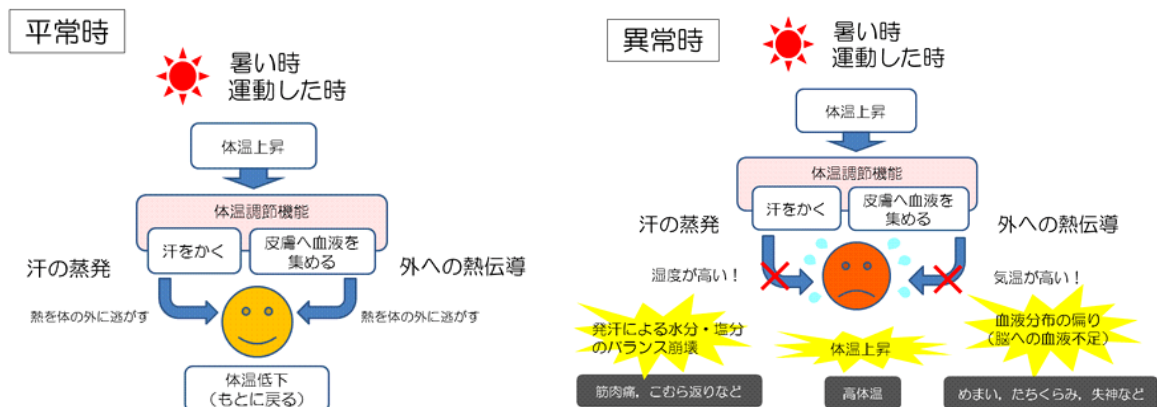 平常時
暑い時
運動した時
体温上昇
体温調節機能
汗をかく
皮膚へ血液を
集める
汗の蒸発
外への熱伝導
熱を体の外に逃がす
熱を体の外に逃がす
体温低下
(もとに戻る)
異常時
暑い時
運動した時
体温上昇
体温調節機能
汗をかく
皮膚へ血液を
集める
汗の蒸発
外への熱伝導
湿度が高い!
気温が高い!
発汗による水分・塩分
のバランス崩壊
体温上昇
血液分布の偏り
(脳への血液不足)
筋肉痛,こむら返りなど
高体温
めまい,たちくらみ,失神など